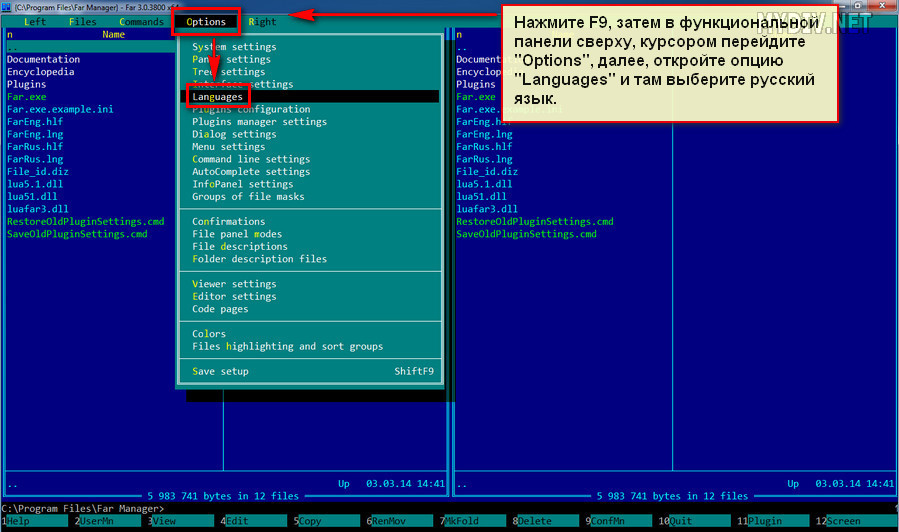 {C:\Program Files\Far Manager} - Far 3.0.3800 x64
Left Files Commands Options Right
Нажмите F9, затем в функциональной
панели сверху, курсором перейдите
"Options", далее, откройте опцию
"Languages" и там выберите русский
язык.
MYDIV.NET
n Name
..
Documentation
Encyclopedia
Plugins
Far.exe
Far.exe.example.ini
FarEng.hlf
FarEng.lng
FarRus.hlf
FarRus.lng
File_id.diz
lua5.1.dll
lua51.dll
luafar3.dll
RestoreOldPluginSettings.cmd
SaveOldPluginSettings.cmd
System settings
Panel settings
Tree settings
Interface settings
Languages
Plugins configuration
Plugins manager settings
Dialog settings
Menu settings
Command line settings
AutoComplete settings
InfoPanel settings
Groups of file masks
Confirmations
File panel modes
File descriptions
Folder description files
Viewer settings
Editor settings
Code pages
Colors
Files highlighting and sort groups
Save setup ShiftF9
n
..
Documentation
Encyclopedia
Plugins
Far.exe
Far.exe.example.ini
FarEng.hlf
FarEng.lng
FarRus.hlf
FarRus.lng
File_id.diz
lua5.1.dll
lua51.dll
luafar3.dll
RestoreOldPluginSettings.cmd
SaveOldPluginSettings.cmd
.. Up 03.03.14 14:41
5 983 741 bytes in 12 files
.. Up 03.03.14 14:41
5 983 741 bytes in 12 files
C:\Program Files\Far Manager>
1Help 2UserMn 3View 4Edit 5Copy 6RenMov 7MkFold 8Delete 9ConfMn 10Quit 11Plugin 12Screen